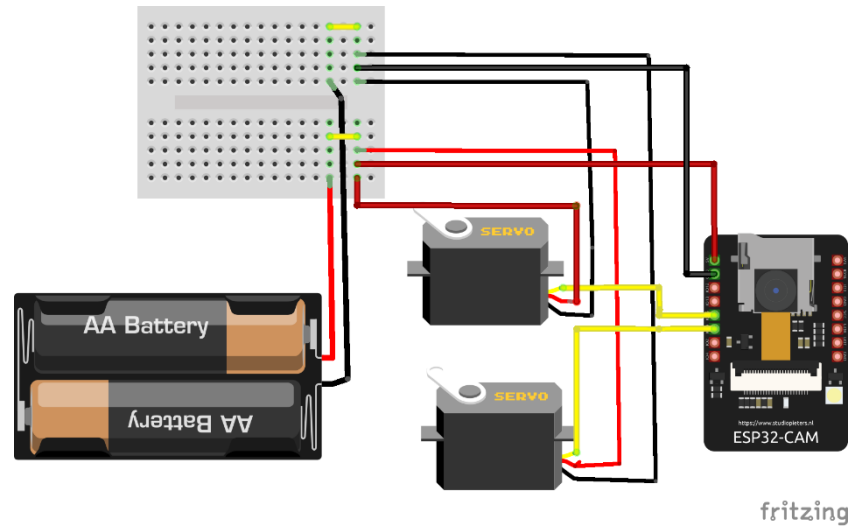 SERVO
AA Battery
AA Battery
SERVO
https://www.studiopieters.nl
ESP32-CAM
fritzing